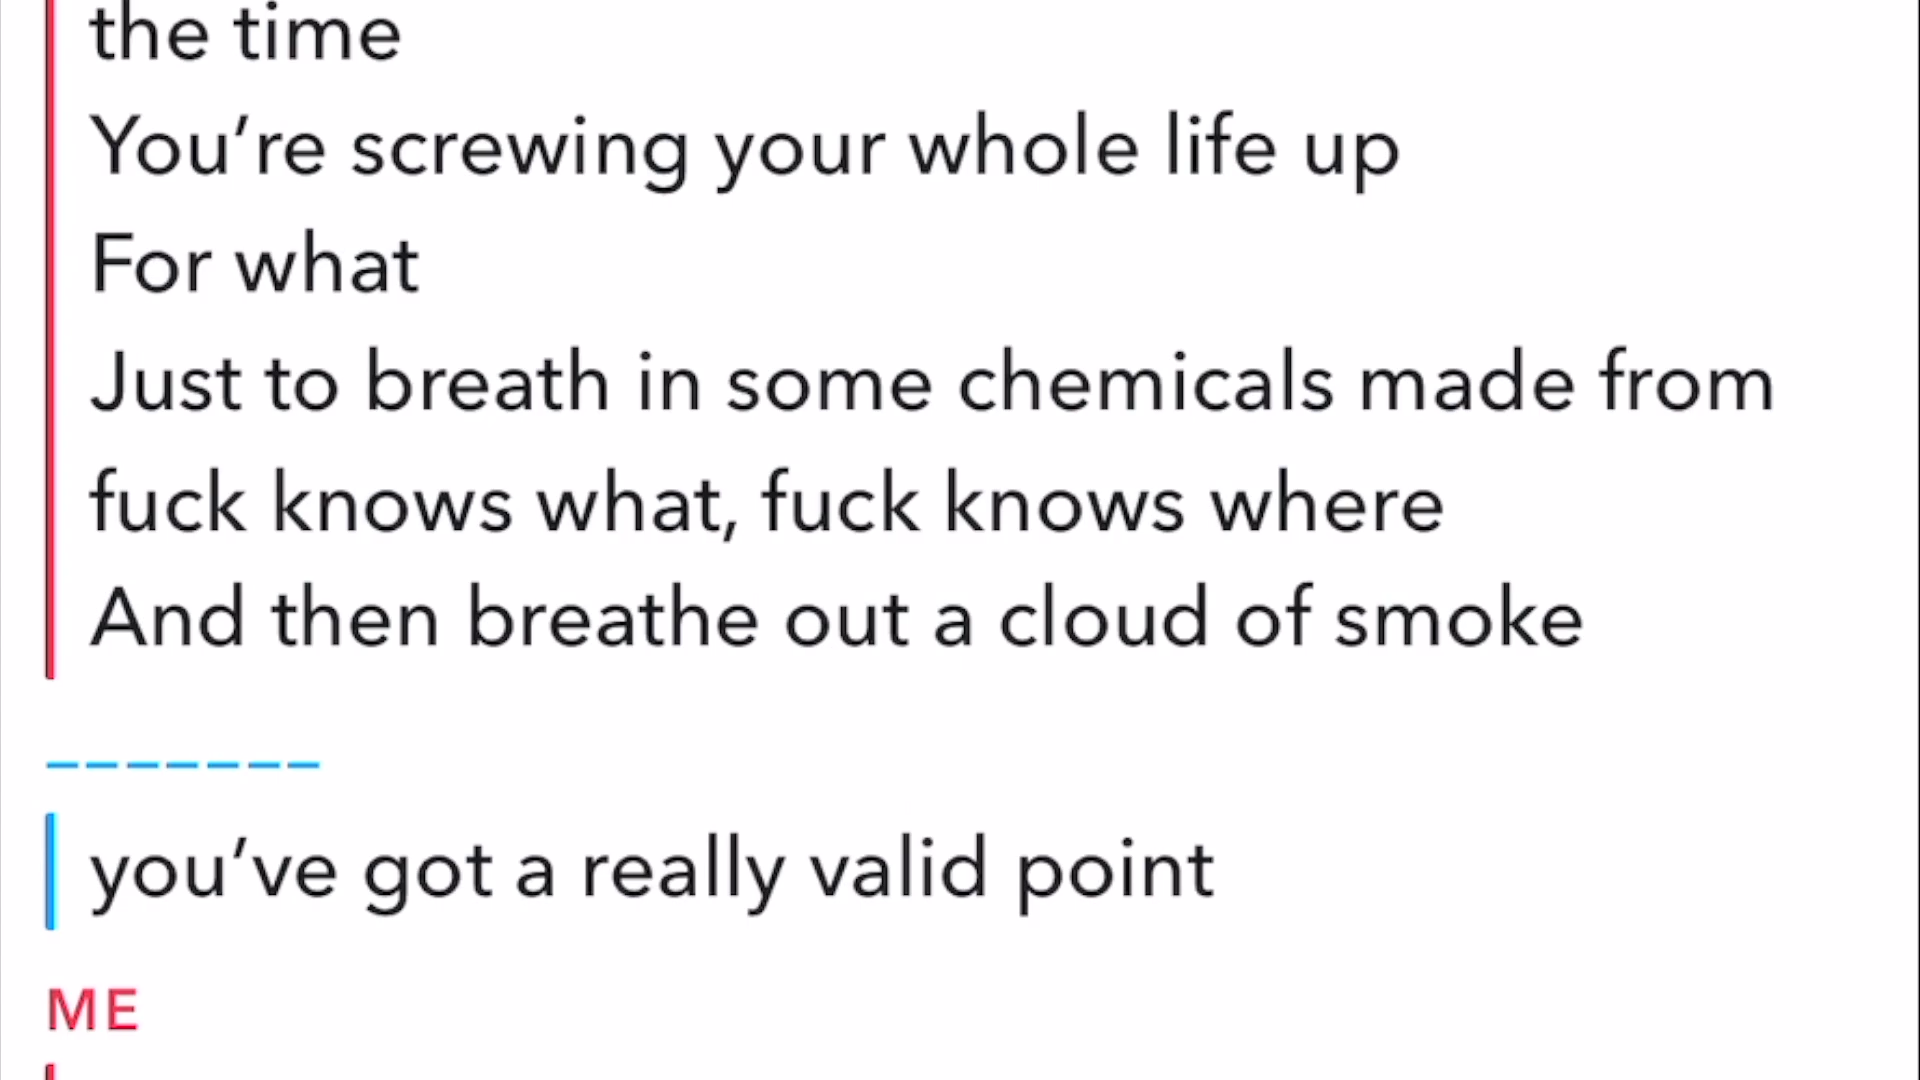 the time
You’re screwing your whole life up
For what
Just to breath in some chemicals made from
fuck knows what, fuck knows where
And then breathe out a cloud of smoke
–––––––
you’ve got a really valid point
ME